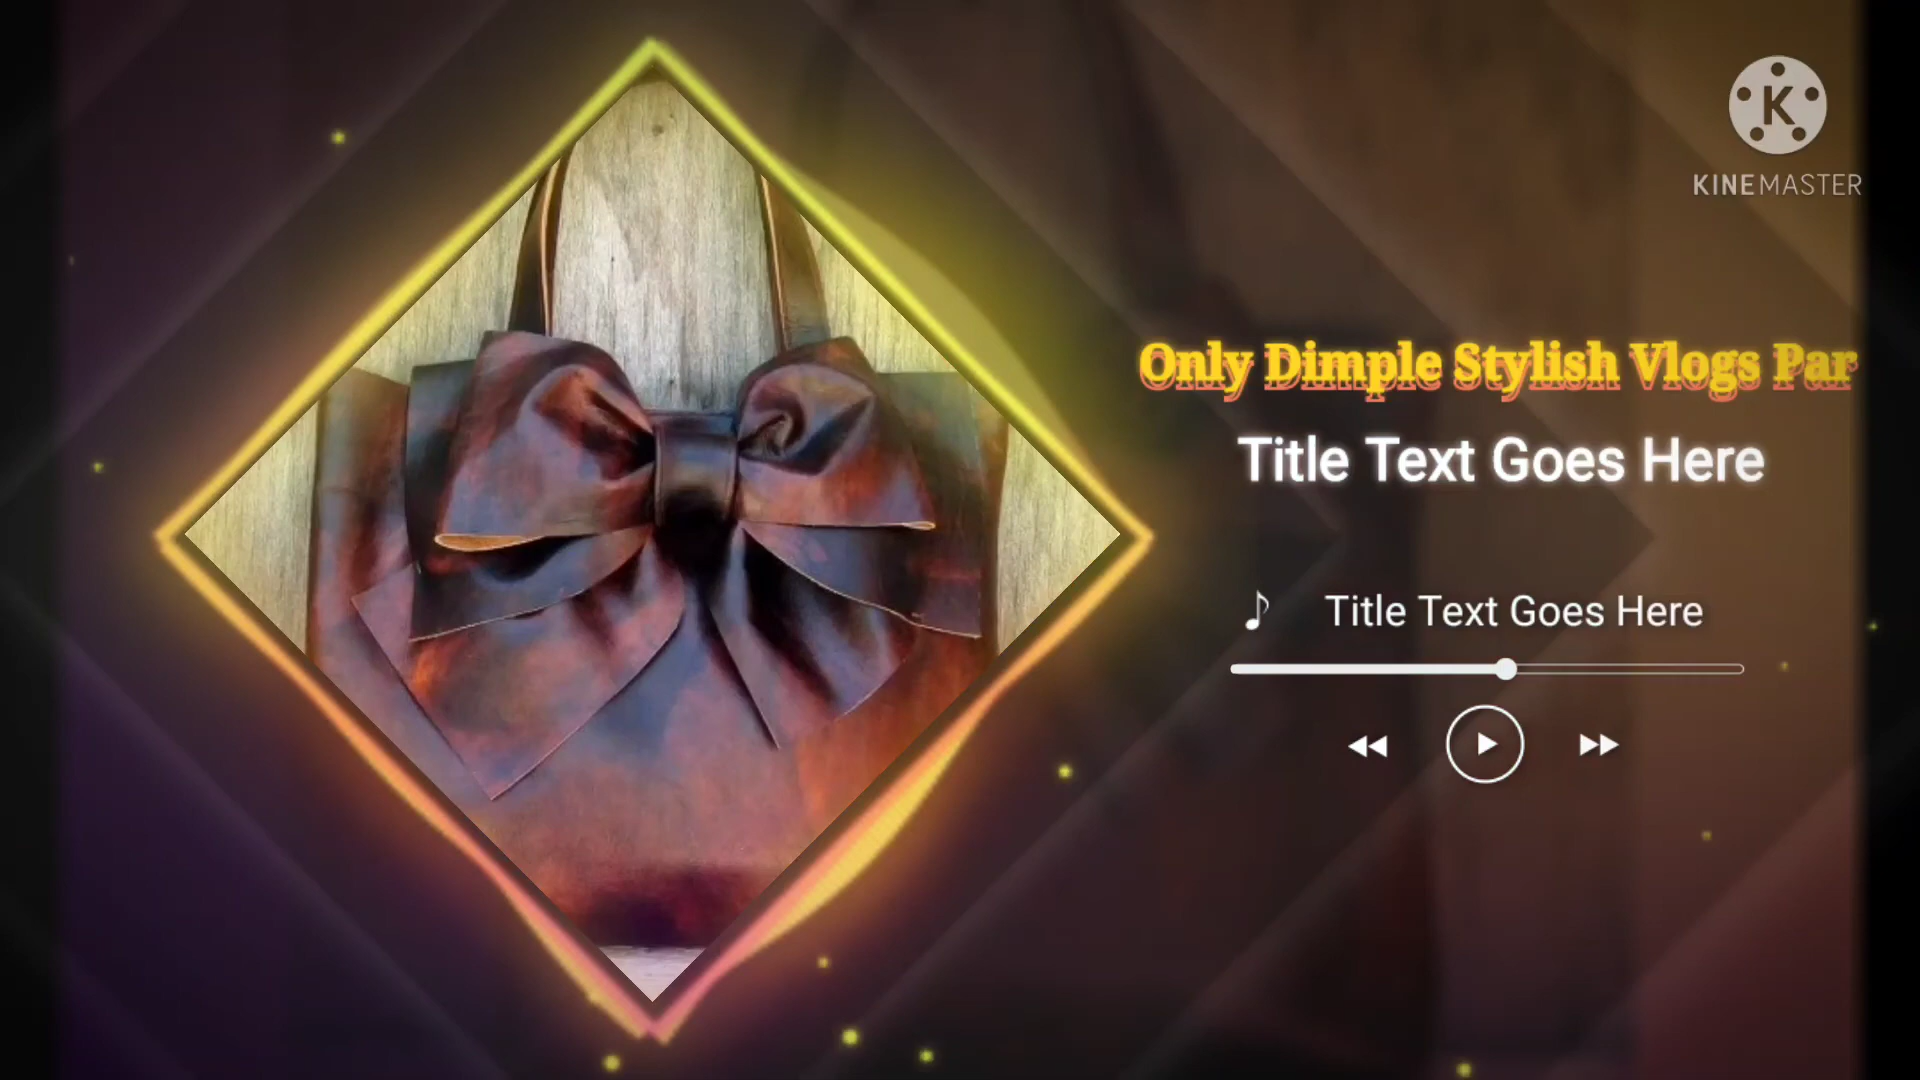 K
KINEMASTER
Only Dimple Stylish Vlogs Par
Title Text Goes Here
Title Text Goes Here